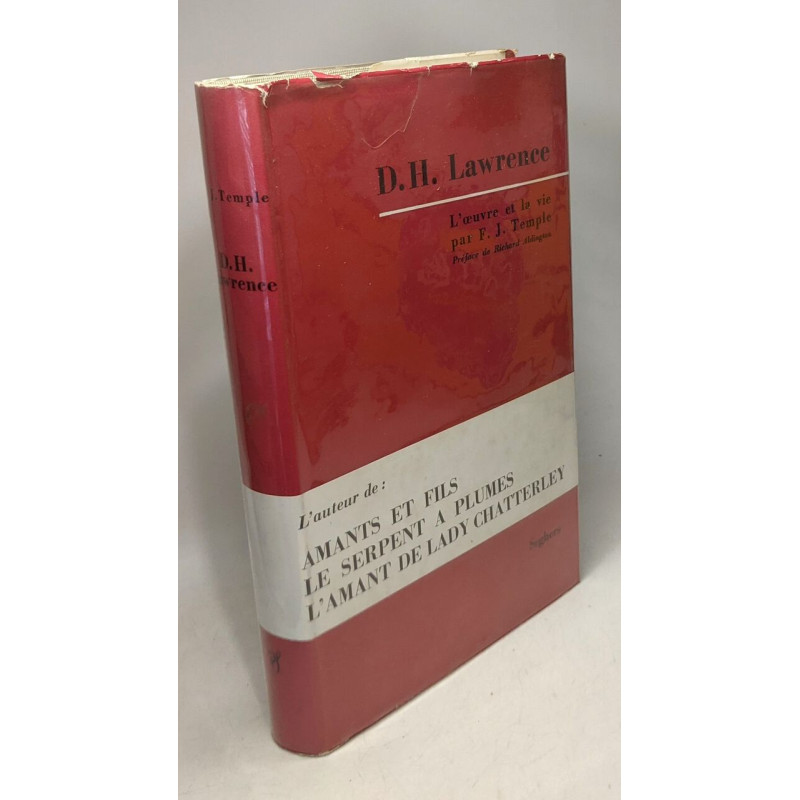 D.H. Lawrence
L'œuvre et la vie
par F. J. Temple
Préface de Richard Aldington
L'auteur de :
AMANTS ET FILS
LE SERPENT A PLUMES
L'AMANT DE LADY CHATTERLEY
Seghers
J. Temple
D.H.
wrence